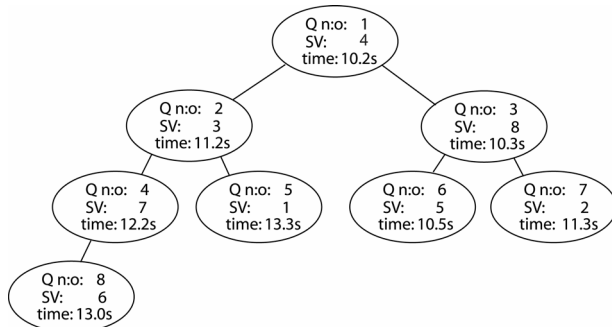 Q n:o: 1
SV: 4
time: 10.2s
Q n:o: 2
SV: 3
time: 11.2s
Q n:o: 3
SV: 8
time: 10.3s
Q n:o: 4
SV: 7
time: 12.2s
Q n:o: 5
SV: 1
time: 13.3s
Q n:o: 6
SV: 5
time: 10.5s
Q n:o: 7
SV: 2
time: 11.3s
Q n:o: 8
SV: 6
time: 13.0s